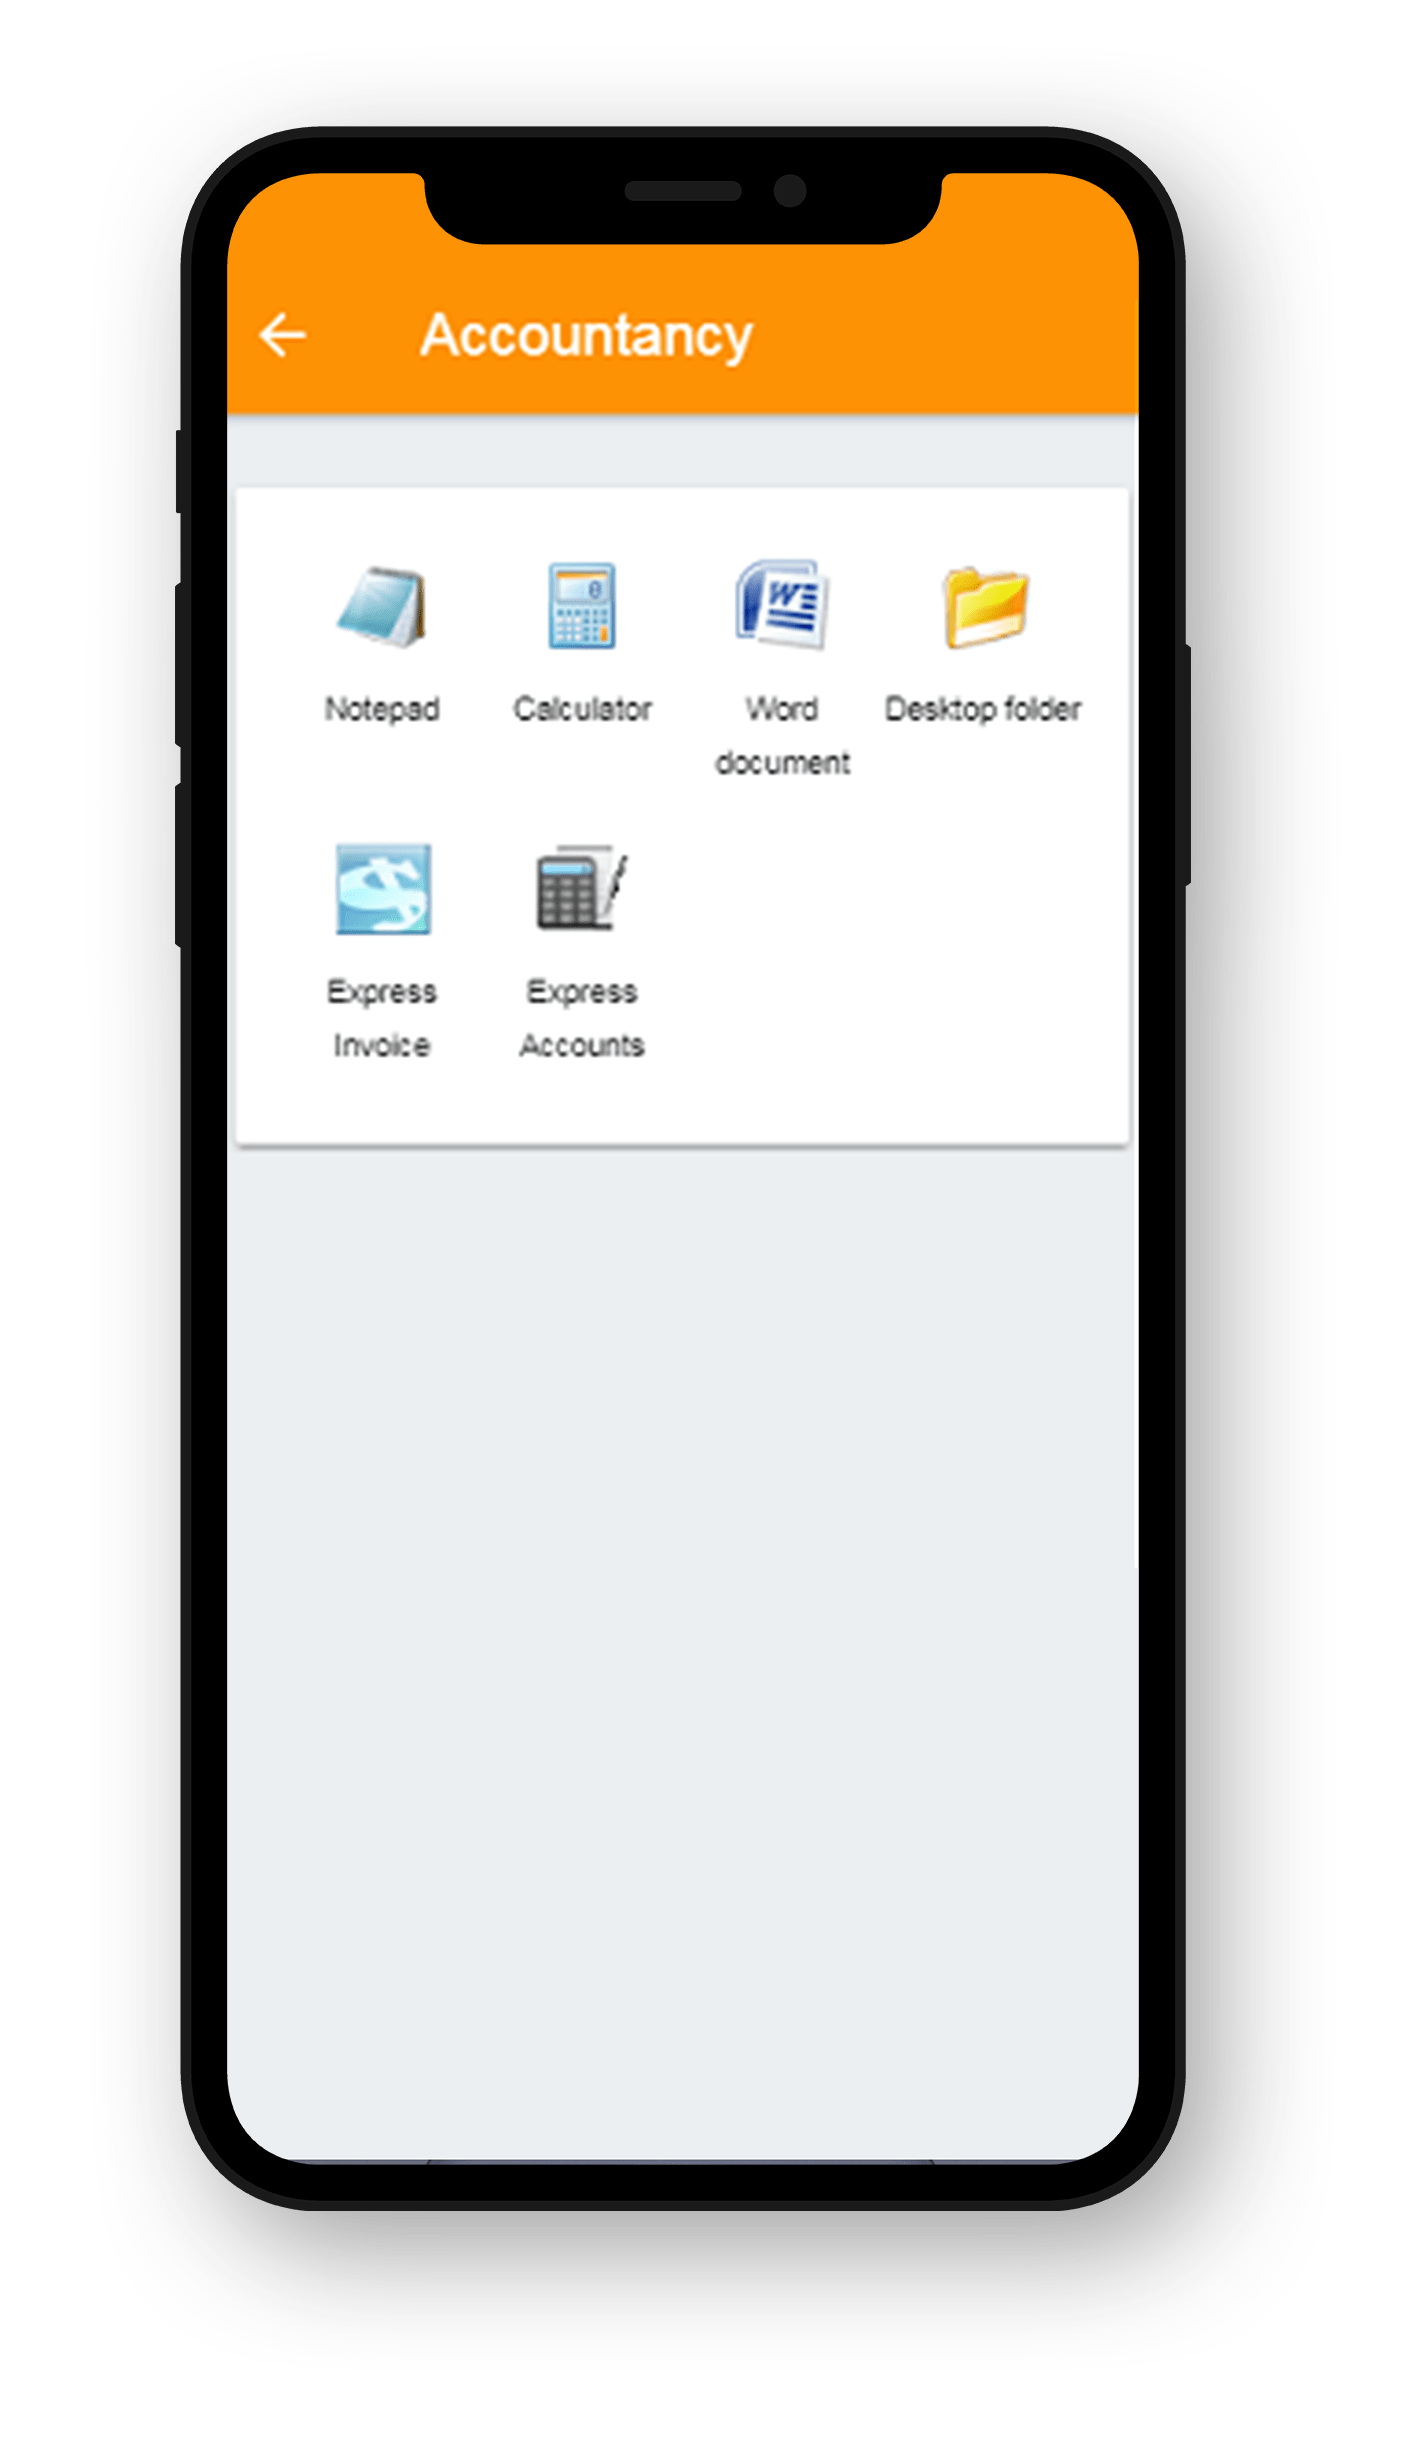 Accountancy
Notepad
Calculator
Word
document
Desktop folder
Express
Invoice
Express
Accounts